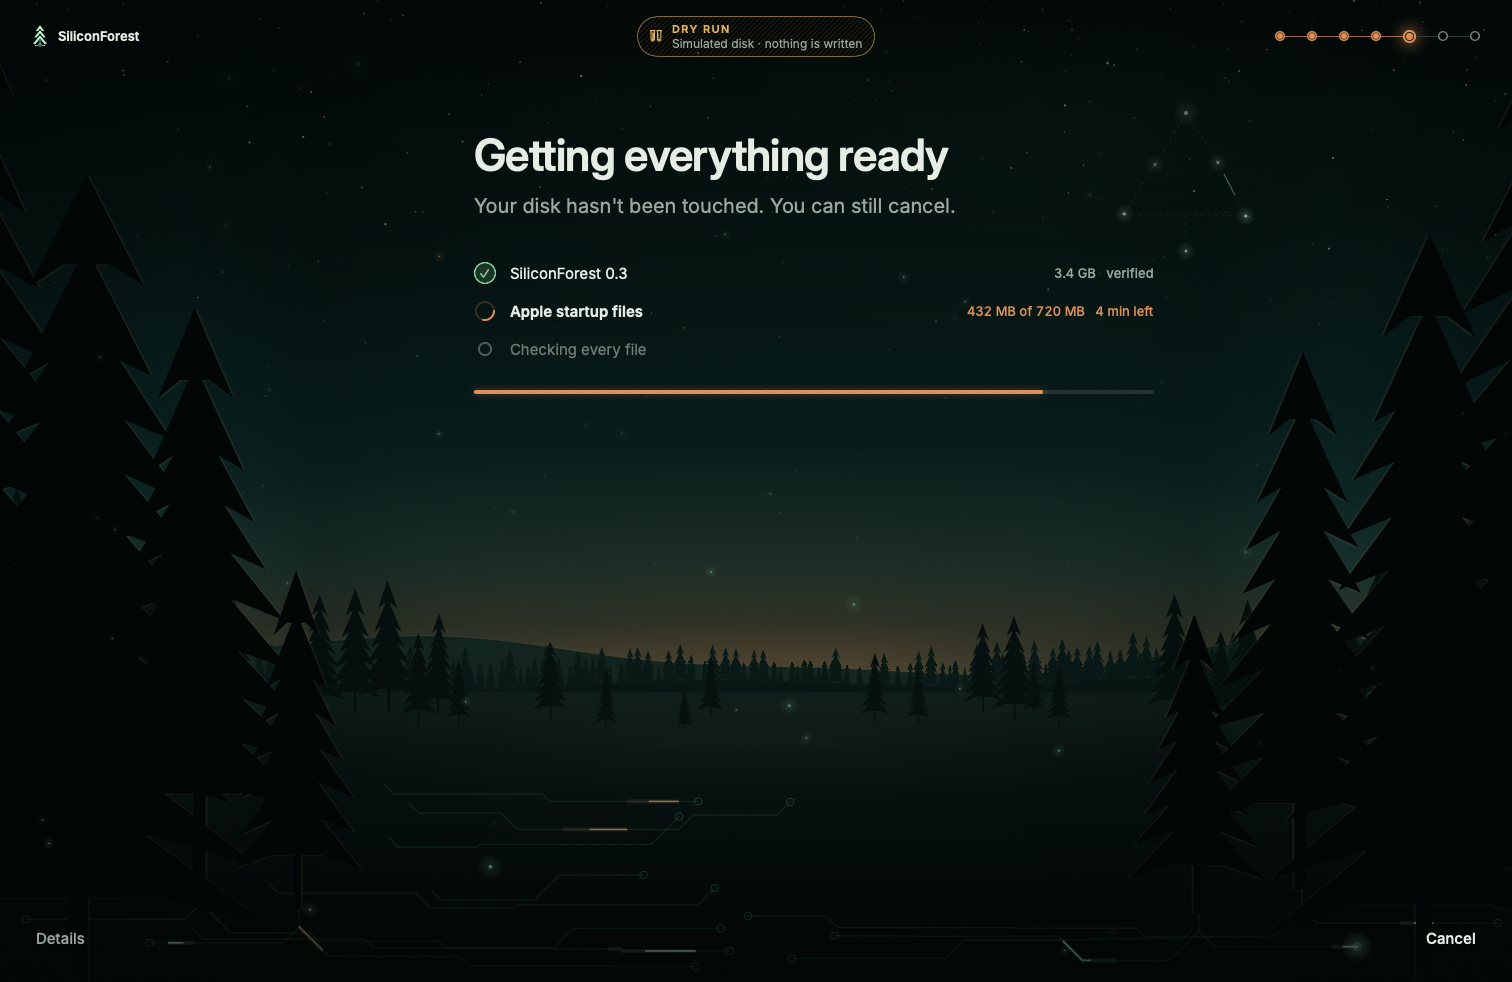 SiliconForest
DRY RUN
Simulated disk · nothing is written
Getting everything ready
Your disk hasn't been touched. You can still cancel.
SiliconForest 0.3
3.4 GB verified
Apple startup files
432 MB of 720 MB 4 min left
Checking every file
Details
Cancel